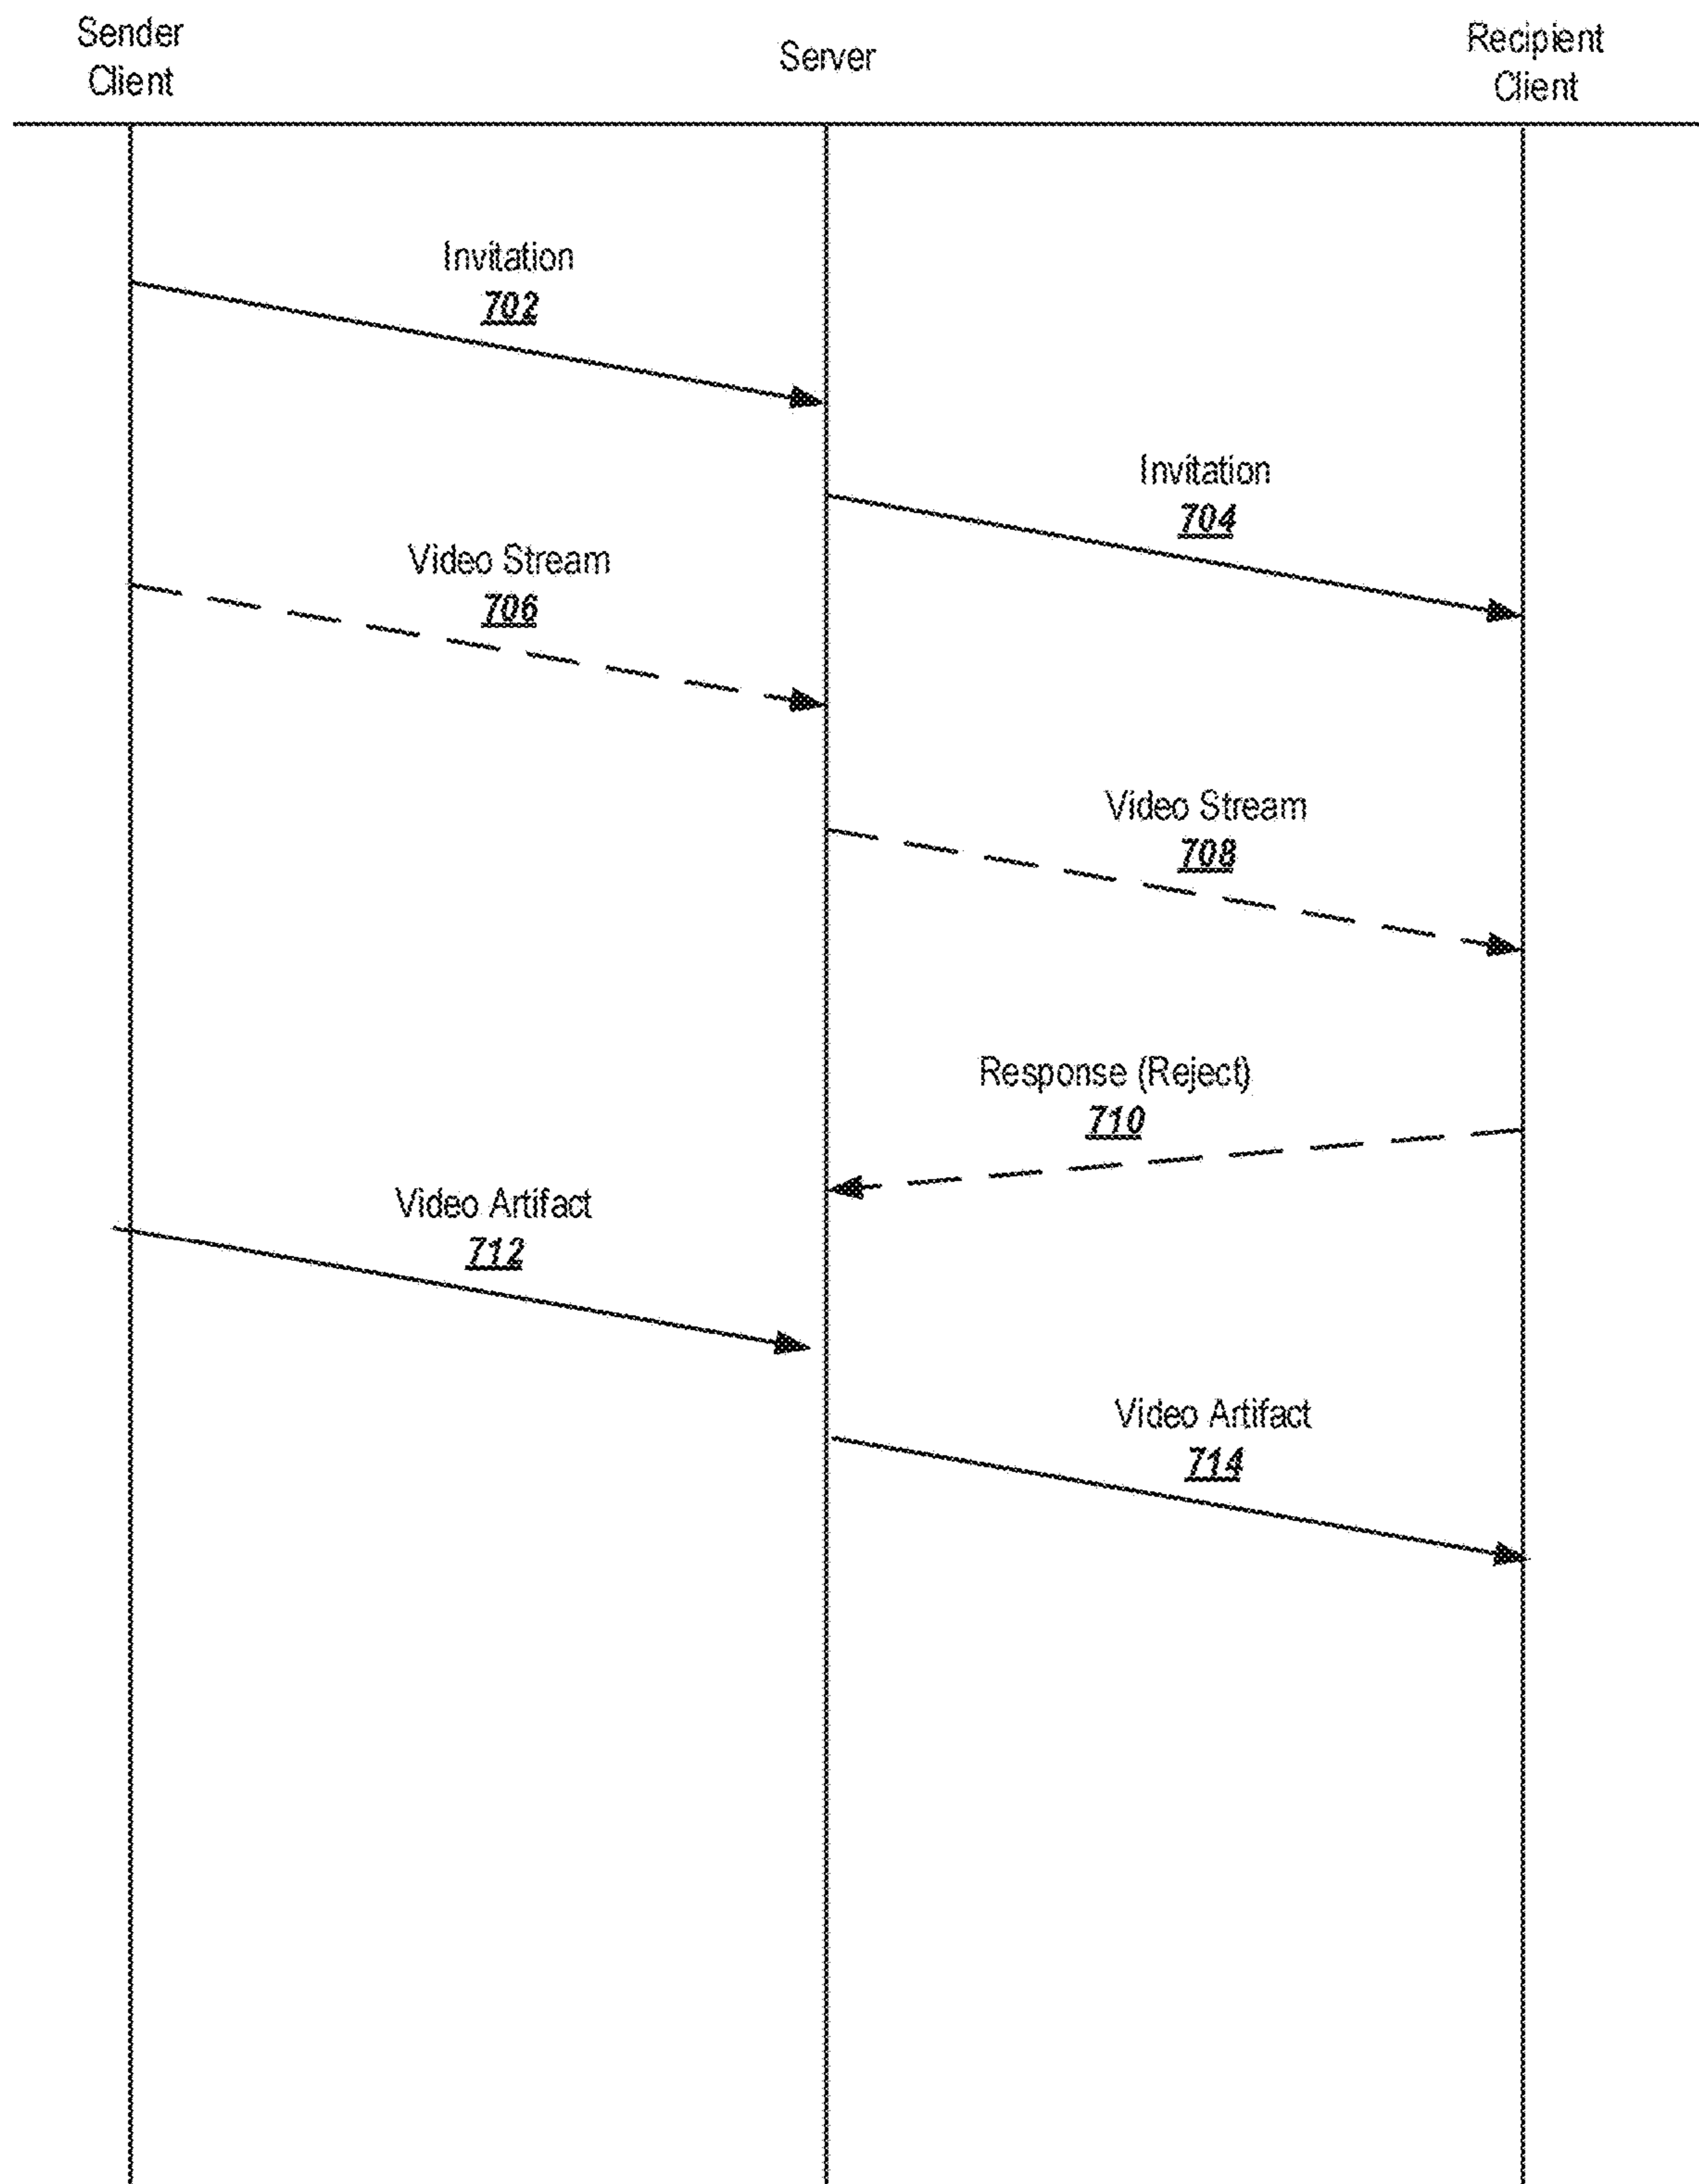 Sender
Client
Server
Recipient
Client
Invitation
702
Invitation
704
Video Stream
706
Video Stream
708
Response (Reject)
710
Video Artifact
712
Video Artifact
714